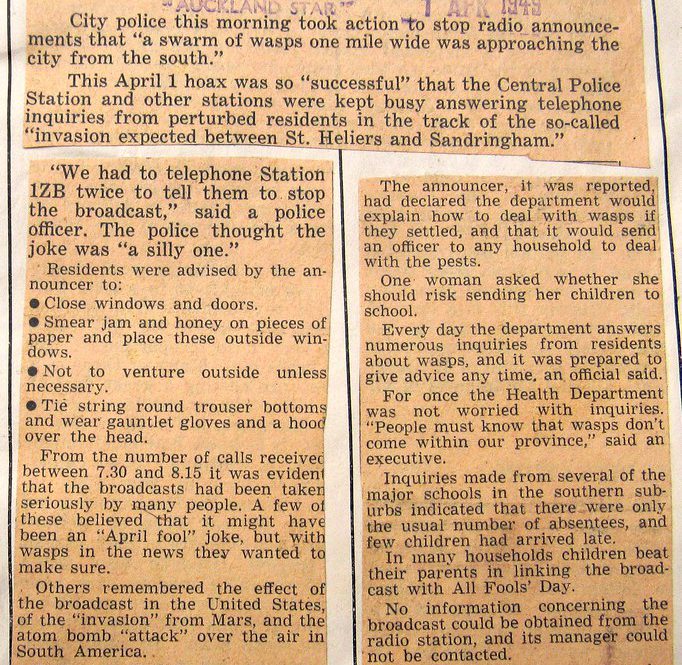 "AUCKLAND STAR" 1 APR 1949
City police this morning took action to stop radio announce-
ments that "a swarm of wasps one mile wide was approaching the
city from the south."
This April 1 hoax was so "successful" that the Central Police
Station and other stations were kept busy answering telephone
inquiries from perturbed residents in the track of the so-called
"invasion expected between St. Heliers and Sandringham."
"We had to telephone Station
1ZB twice to tell them to stop
the broadcast," said a police
officer. The police thought the
joke was "a silly one."
Residents were advised by the an-
nouncer to:
● Close windows and doors.
● Smear jam and honey on pieces of
paper and place these outside win-
dows.
● Not to venture outside unless
necessary.
● Tie string round trouser bottoms
and wear gauntlet gloves and a hood
over the head.
From the number of calls received
between 7.30 and 8.15 it was evident
that the broadcasts had been taken
seriously by many people. A few of
these believed that it might have
been an "April fool" joke, but with
wasps in the news they wanted to
make sure.
Others remembered the effect of
the broadcast in the United States,
of the "invasion" from Mars, and the
atom bomb "attack" over the air in
South America.
The announcer, it was reported,
had declared the department would
explain how to deal with wasps if
they settled, and that it would send
an officer to any household to deal
with the pests.
One woman asked whether she
should risk sending her children to
school.
Every day the department answers
numerous inquiries from residents
about wasps, and it was prepared to
give advice any time, an official said.
For once the Health Department
was not worried with inquiries.
"People must know that wasps don't
come within our province," said an
executive.
Inquiries made from several of the
major schools in the southern sub-
urbs indicated that there were only
the usual number of absentees, and
few children had arrived late.
In many households children beat
their parents in linking the broad-
cast with All Fools' Day.
No information concerning the
broadcast could be obtained from the
radio station, and its manager could
not be contacted.